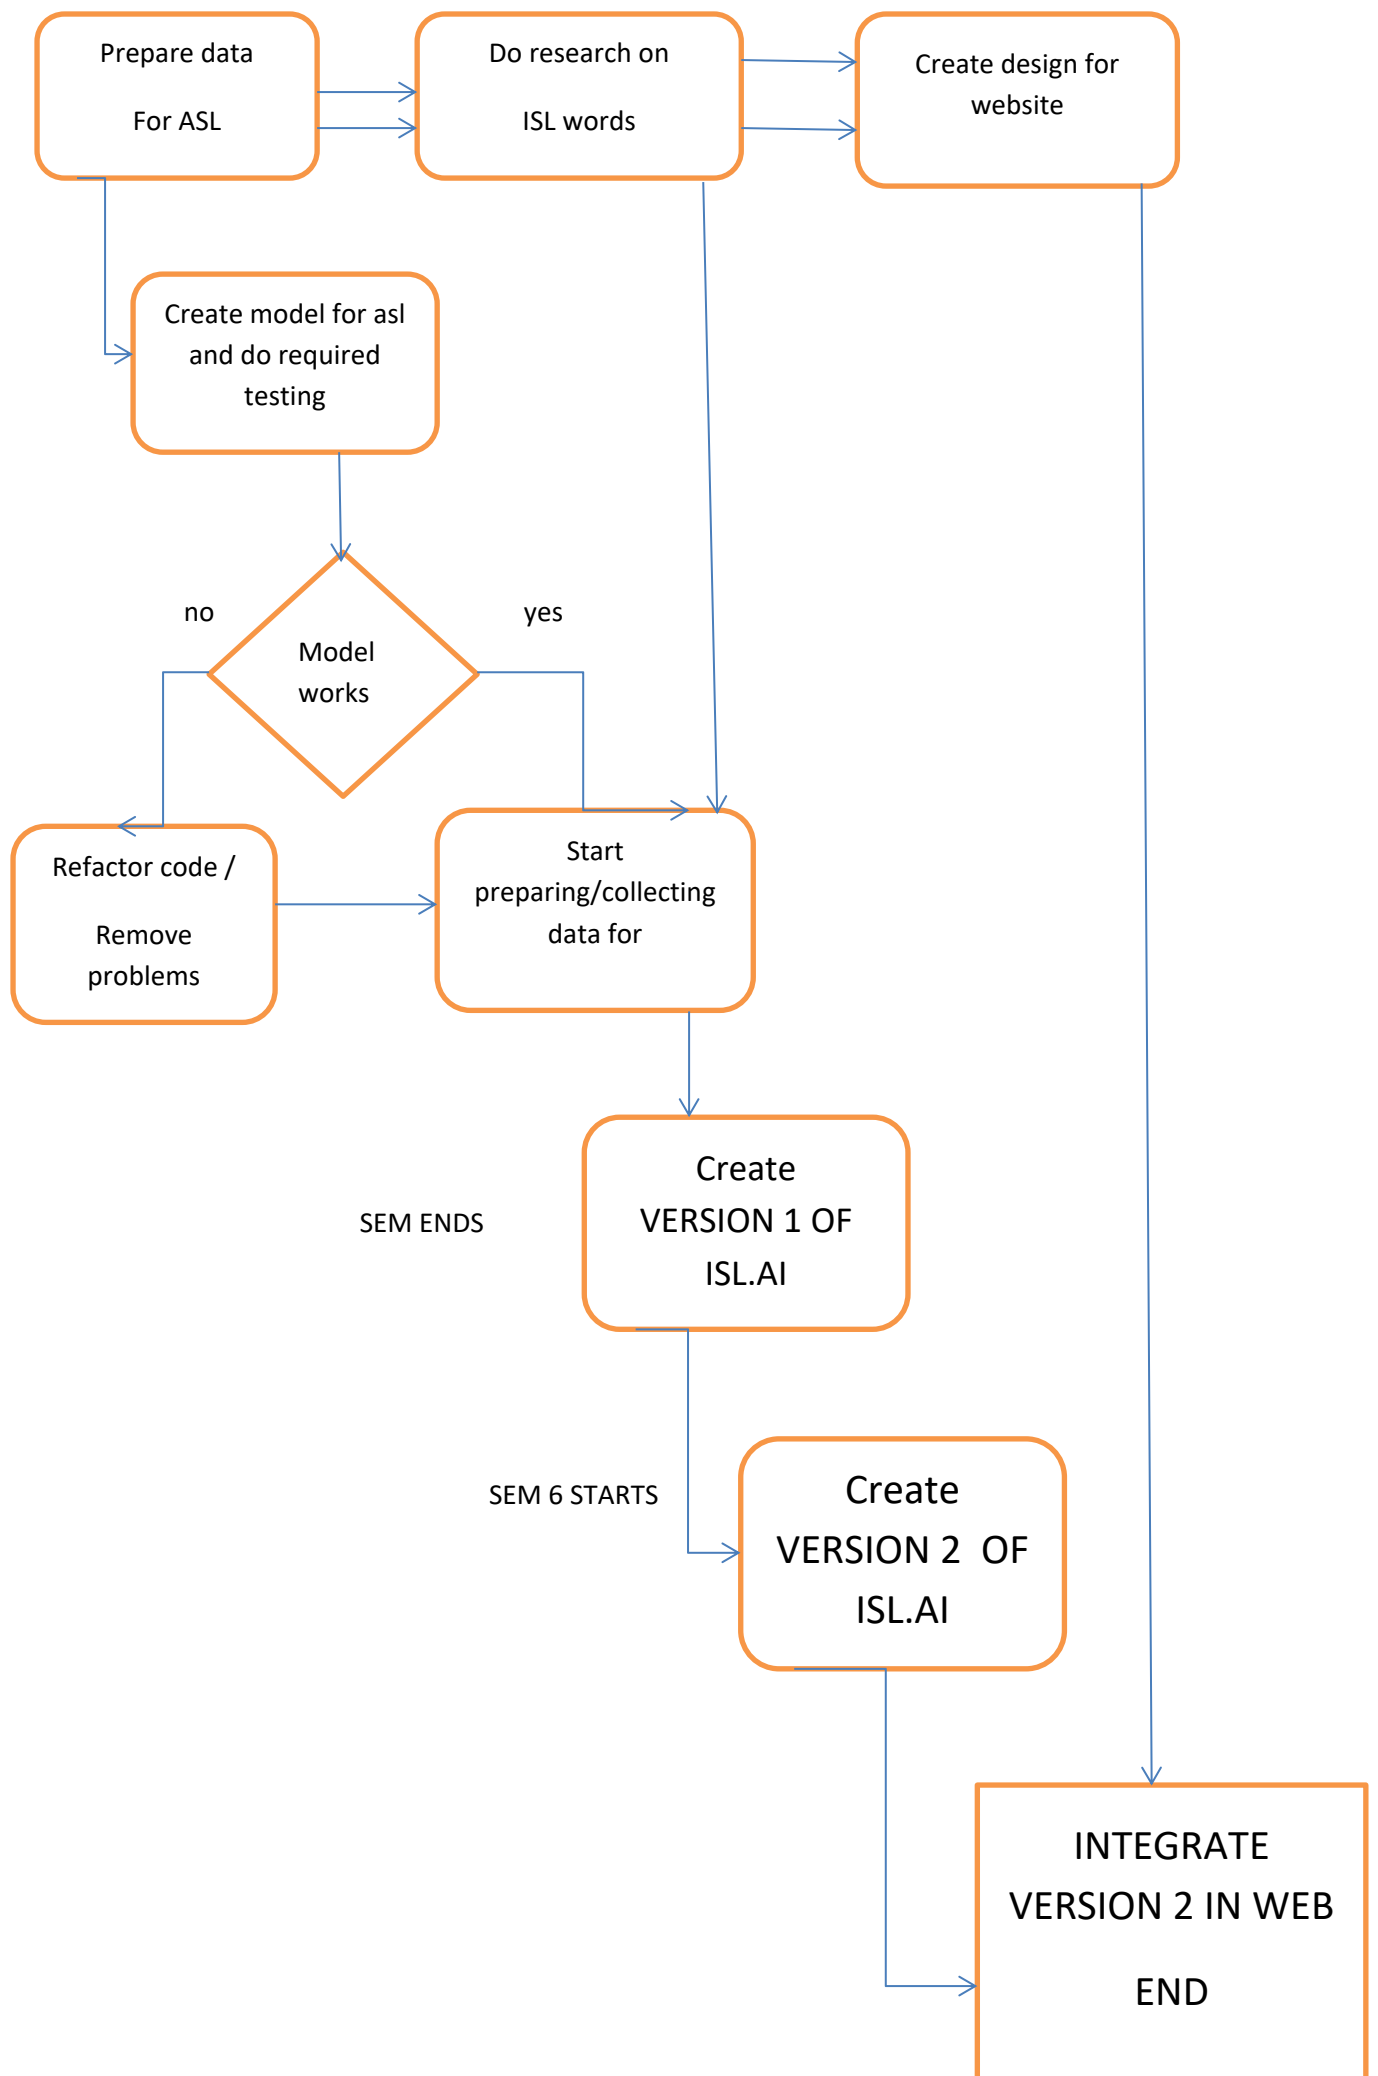 Prepare data
For ASL
Do research on
ISL words
Create design for
website
Create model for asl
and do required
testing
no
yes
Model
works
Refactor code /
Remove
problems
Start
preparing/collecting
data for
Create
VERSION 1 OF
ISL.AI
SEM ENDS
SEM 6 STARTS
Create
VERSION 2  OF
ISL.AI
INTEGRATE
VERSION 2 IN WEB
END